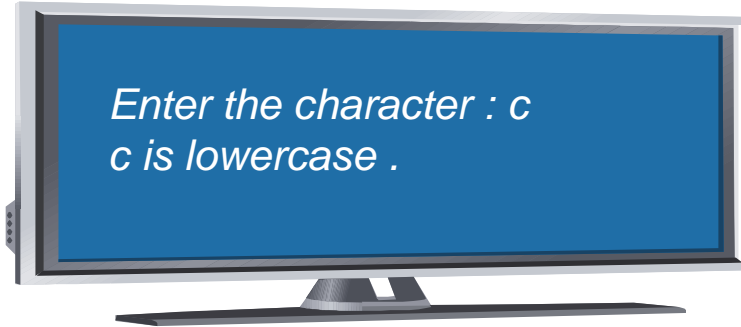 Enter the character : c
c is lowercase .